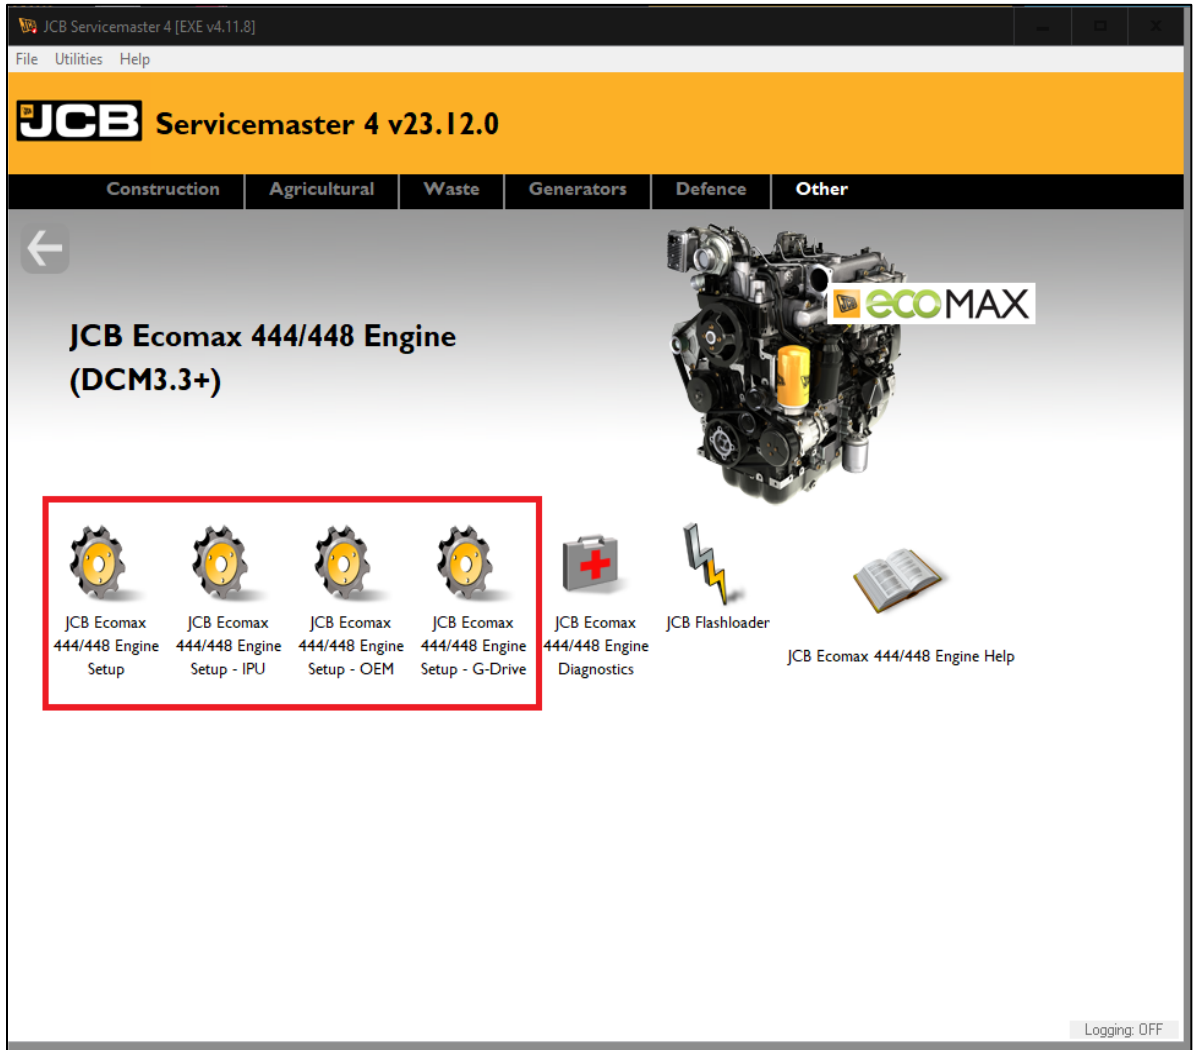 JCB Servicemaster 4 [EXE v4.11.8]
File Utilities Help
JCB Servicemaster 4 v23.12.0
Construction Agricultural Waste Generators Defence Other
ecoMAX
JCB Ecomax 444/448 Engine
(DCM3.3+)
JCB Ecomax
444/448 Engine
Setup
JCB Ecomax
444/448 Engine
Setup - IPU
JCB Ecomax
444/448 Engine
Setup - OEM
JCB Ecomax
444/448 Engine
Setup - G-Drive
JCB Ecomax
444/448 Engine
Diagnostics
JCB Flashloader
JCB Ecomax 444/448 Engine Help
Logging: OFF